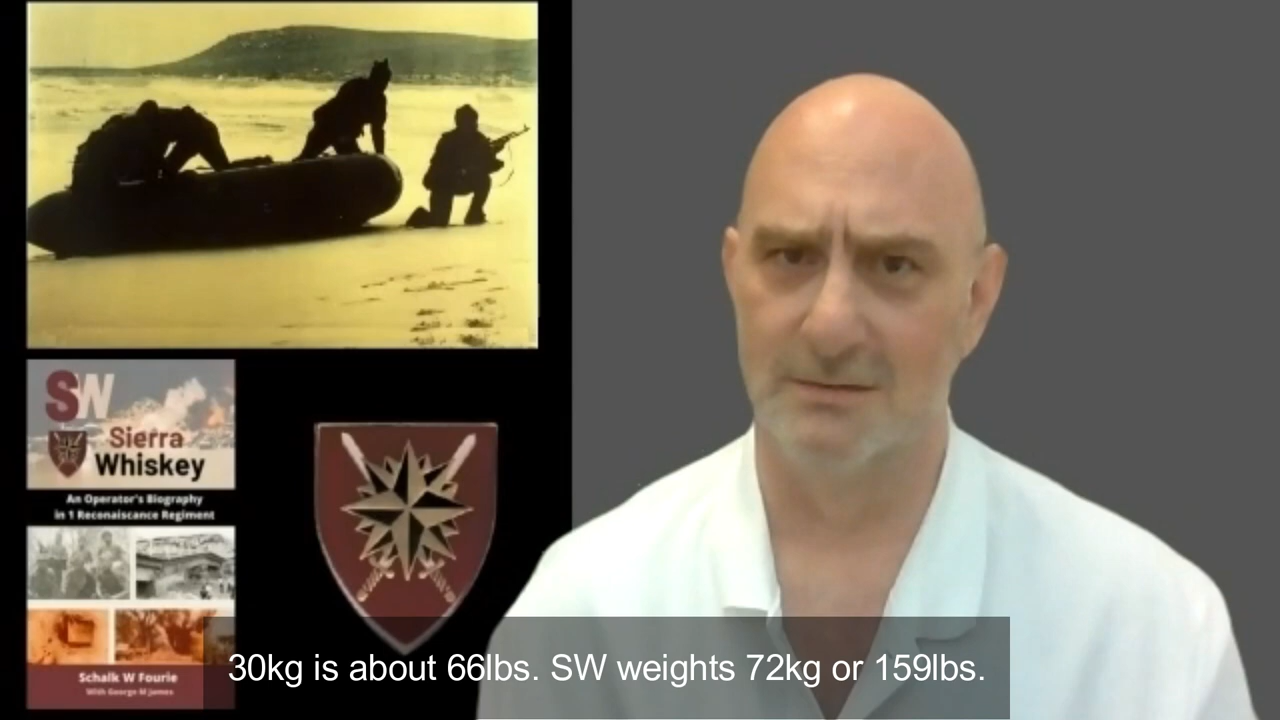 SW
Sierra
Whiskey
An Operator's Biography
in 1 Reconaiscance Regiment
Schalk W Fourie
With George M James
30kg is about 66lbs. SW weights 72kg or 159lbs.